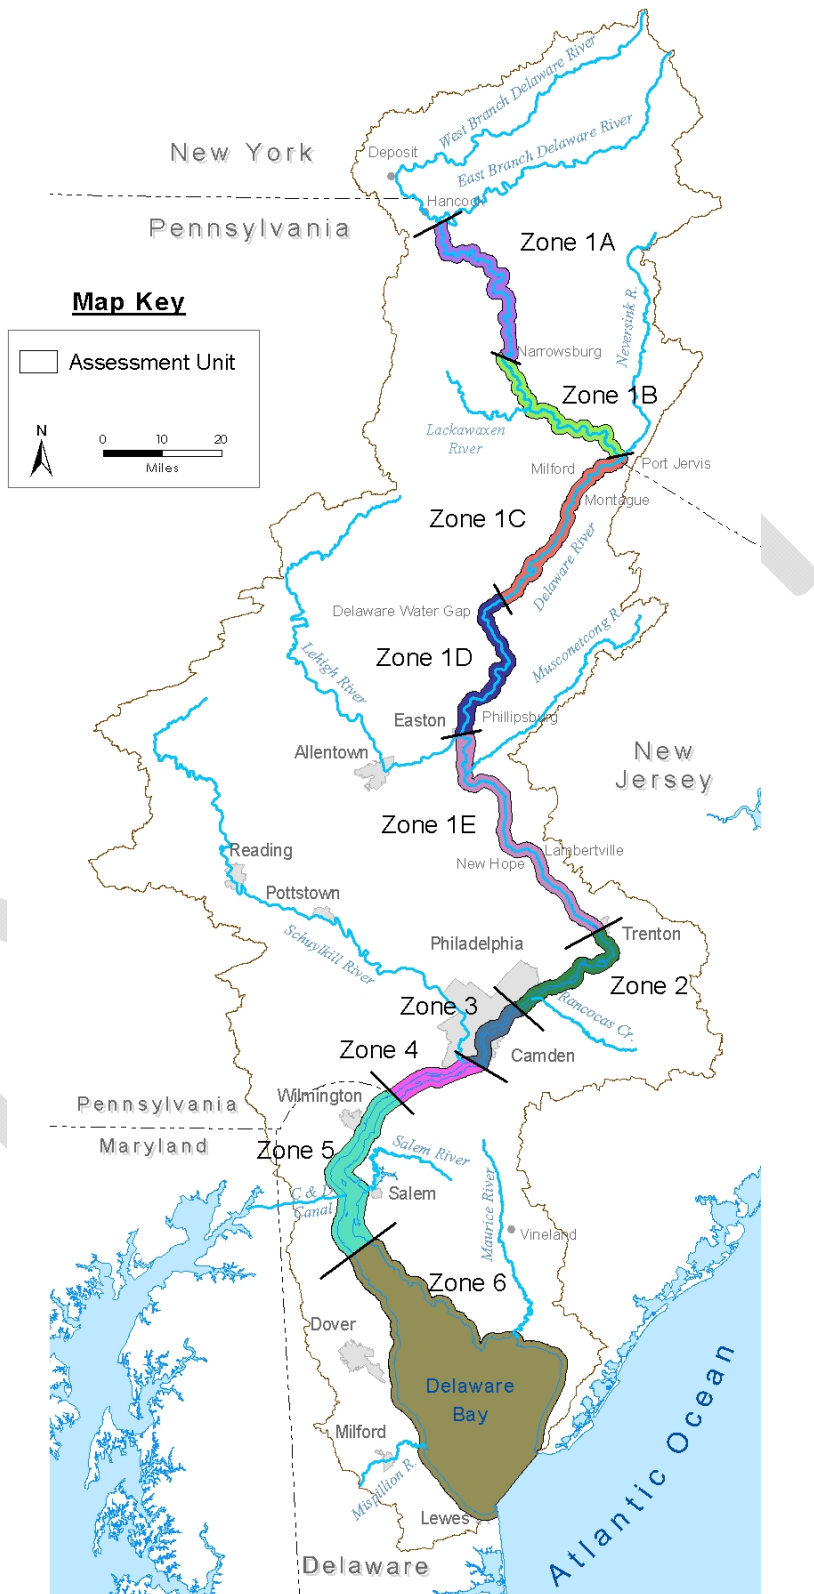 West Branch Delaware River
New York
Deposit
East Branch Delaware River
Hancock
Pennsylvania
Zone 1A
Map Key
Neversink R.
Assessment Unit
Narrowsburg
Zone 1B
N
0 10 20
Miles
Lackawaxen
River
Milford
Port Jervis
Montague
Zone 1C
Delaware River
Delaware Water Gap
Musconetcong R.
Zone 1D
Lehigh River
Easton
Phillipsburg
Allentown
New
Jersey
Zone 1E
Reading
Lambertville
New Hope
Pottstown
Schuylkill River
Trenton
Philadelphia
Zone 2
Zone 3
Rancocas Cr.
Zone 4
Camden
Wilmington
Pennsylvania
Maryland
Zone 5
Salem River
C & D
Canal
Salem
Maurice River
Vineland
Zone 6
Dover
Delaware
Bay
Milford
Mispillion R.
Lewes
Atlantic Ocean
Delaware